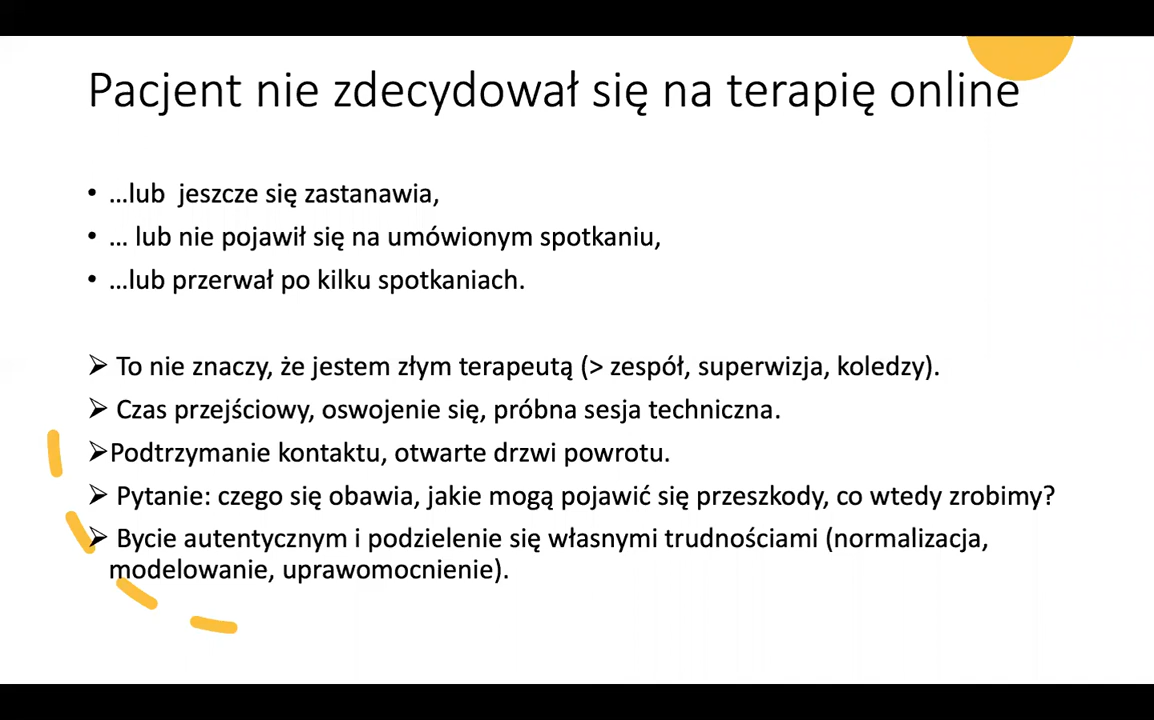 Pacjent nie zdecydował się na terapię online
• …lub  jeszcze się zastanawia,
• … lub nie pojawił się na umówionym spotkaniu,
• …lub przerwał po kilku spotkaniach.
➢ To nie znaczy, że jestem złym terapeutą (> zespół, superwizja, koledzy).
➢ Czas przejściowy, oswojenie się, próbna sesja techniczna.
➢Podtrzymanie kontaktu, otwarte drzwi powrotu.
➢ Pytanie: czego się obawia, jakie mogą pojawić się przeszkody, co wtedy zrobimy?
➢ Bycie autentycznym i podzielenie się własnymi trudnościami (normalizacja,
modelowanie, uprawomocnienie).